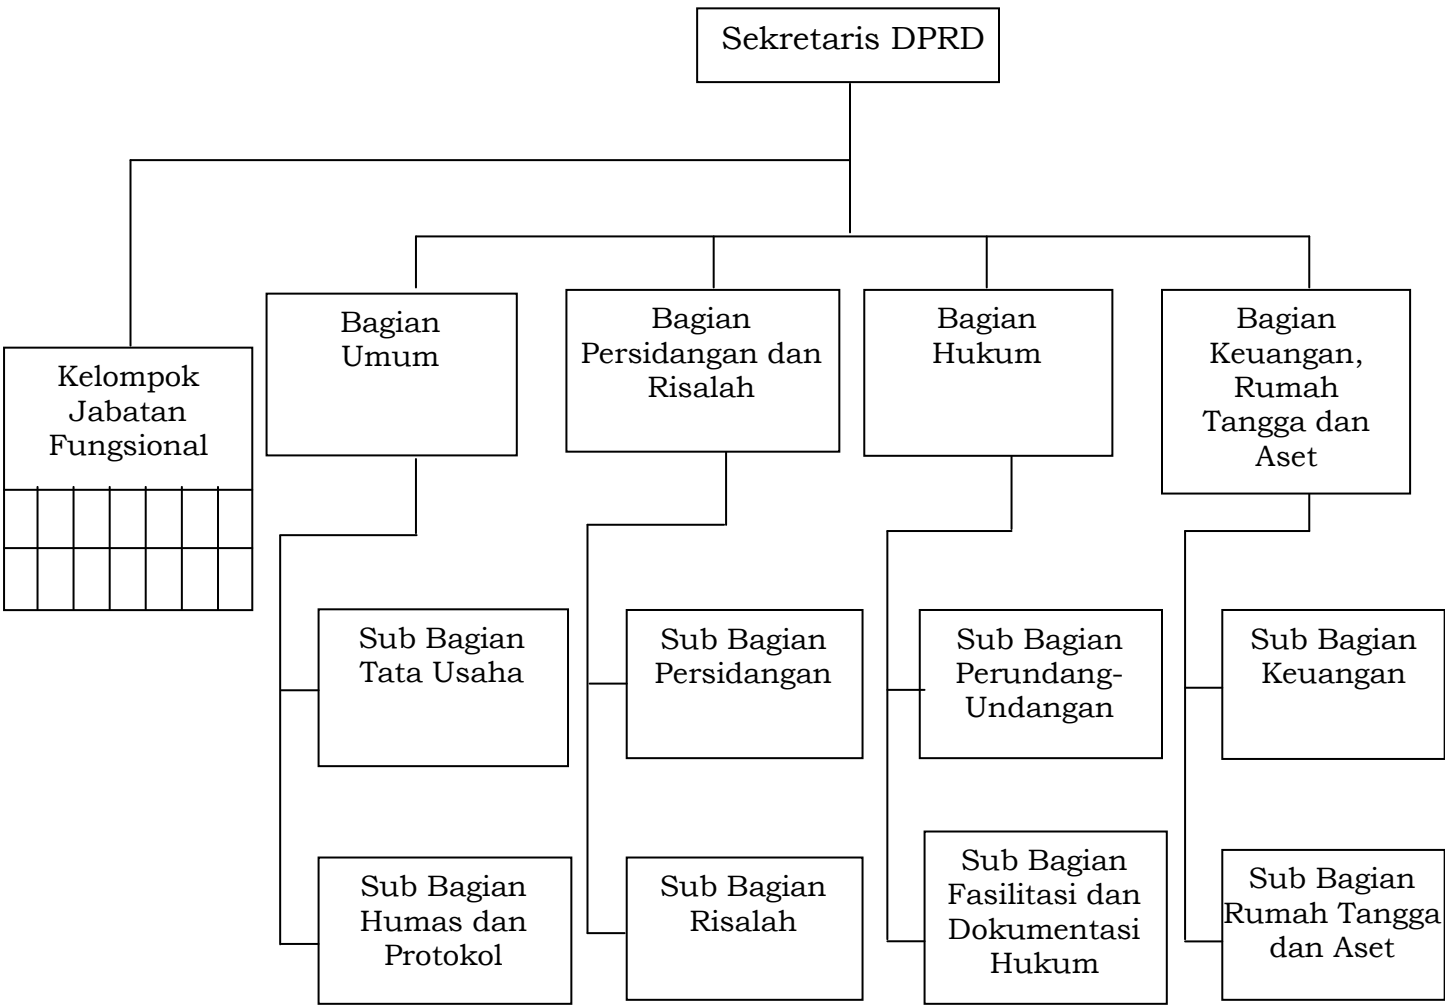 Sekretaris DPRD
Kelompok
Jabatan
Fungsional
Bagian
Umum
Bagian
Persidangan dan
Risalah
Bagian
Hukum
Bagian
Keuangan,
Rumah
Tangga dan
Aset
Sub Bagian
Tata Usaha
Sub Bagian
Persidangan
Sub Bagian
Perundang-
Undangan
Sub Bagian
Keuangan
Sub Bagian
Humas dan
Protokol
Sub Bagian
Risalah
Sub Bagian
Fasilitasi dan
Dokumentasi
Hukum
Sub Bagian
Rumah Tangga
dan Aset